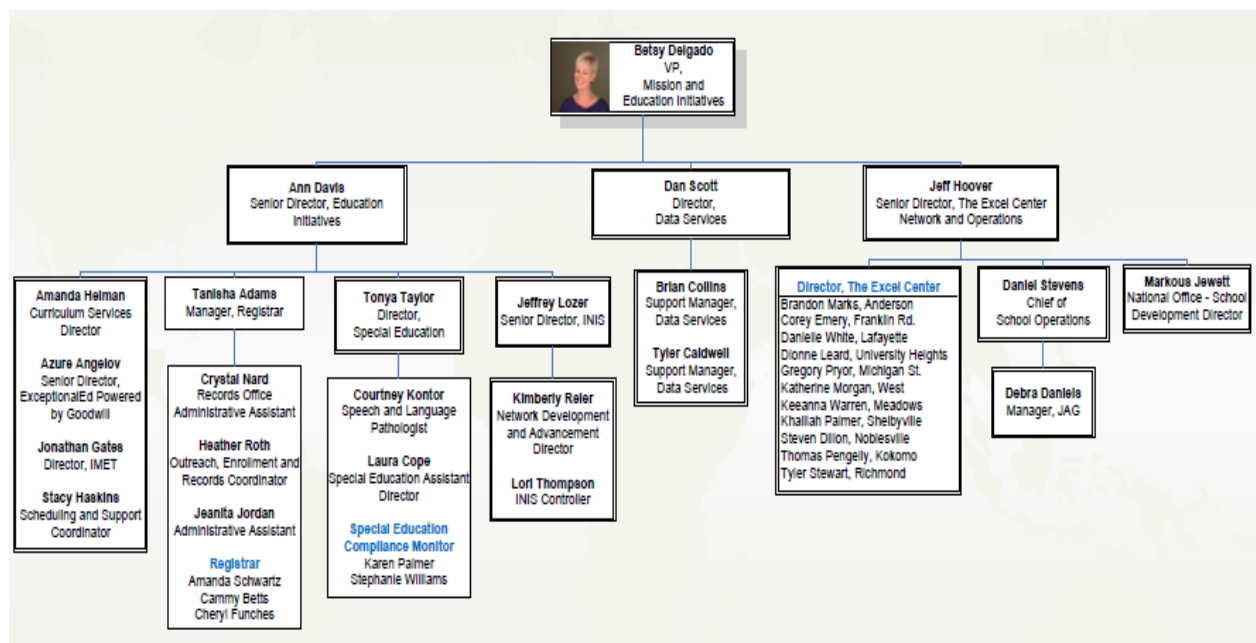 Betsy Delgado
VP,
Mission and
Education Initiatives
Ann Davis
Senior Director, Education
Initiatives
Dan Scott
Director,
Data Services
Jeff Hoover
Senior Director, The Excel Center
Network and Operations
Amanda Heiman
Curriculum Services
Director
Azure Angelov
Senior Director,
ExceptionalEd Powered
by Goodwill
Jonathan Gates
Director, IMET
Stacy Haskins
Scheduling and Support
Coordinator
Tanisha Adams
Manager, Registrar
Crystal Nard
Records Office
Administrative Assistant
Heather Roth
Outreach, Enrollment and
Records Coordinator
Jeanita Jordan
Administrative Assistant
Registrar
Amanda Schwartz
Cammy Betts
Cheryl Funches
Tonya Taylor
Director,
Special Education
Courtney Kontor
Speech and Language
Pathologist
Laura Cope
Special Education Assistant
Director
Special Education
Compliance Monitor
Karen Palmer
Stephanie Williams
Jeffrey Lozer
Senior Director, INIS
Kimberly Reier
Network Development
and Advancement
Director
Lori Thompson
INIS Controller
Brian Collins
Support Manager,
Data Services
Tyler Caldwell
Support Manager,
Data Services
Director, The Excel Center
Brandon Marks, Anderson
Corey Emery, Franklin Rd.
Danielle White, Lafayette
Dionne Leard, University Heights
Gregory Pryor, Michigan St.
Katherine Morgan, West
Keeanna Warren, Meadows
Khalilah Palmer, Shelbyville
Steven Dillon, Noblesville
Thomas Pengelly, Kokomo
Tyler Stewart, Richmond
Daniel Stevens
Chief of
School Operations
Debra Daniels
Manager, JAG
Markous Jewett
National Office - School
Development Director